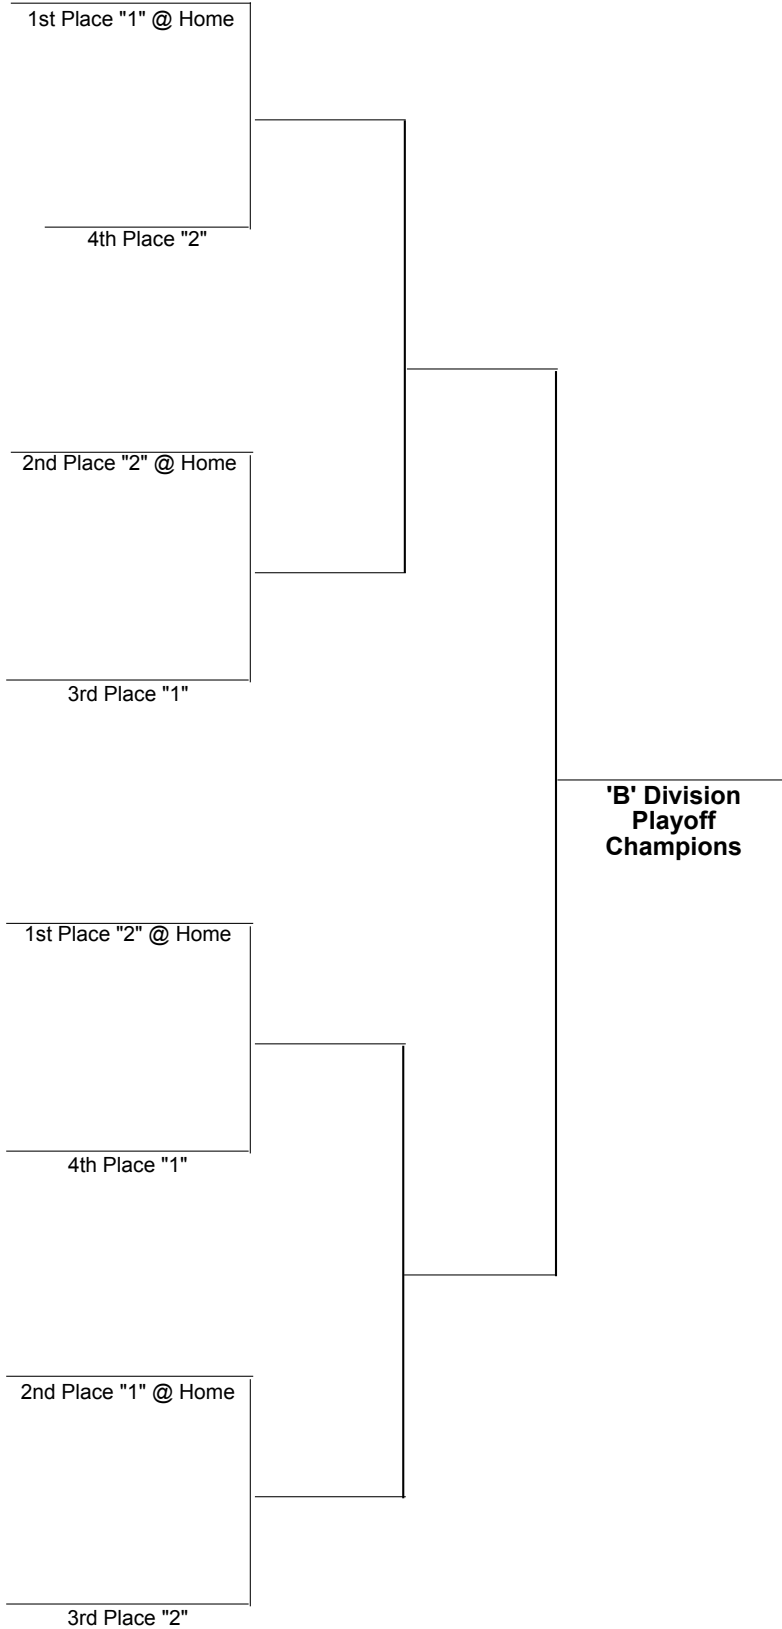 1st Place "1" @ Home
4th Place "2"
2nd Place "2" @ Home
3rd Place "1"
'B' Division
Playoff
Champions
1st Place "2" @ Home
4th Place "1"
2nd Place "1" @ Home
3rd Place "2"